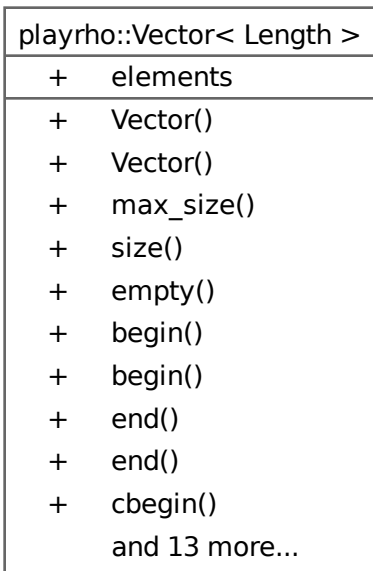 playrho::Vector< Length >
+ elements
+ Vector()
+ Vector()
+ max_size()
+ size()
+ empty()
+ begin()
+ begin()
+ end()
+ end()
+ cbegin()
and 13 more...